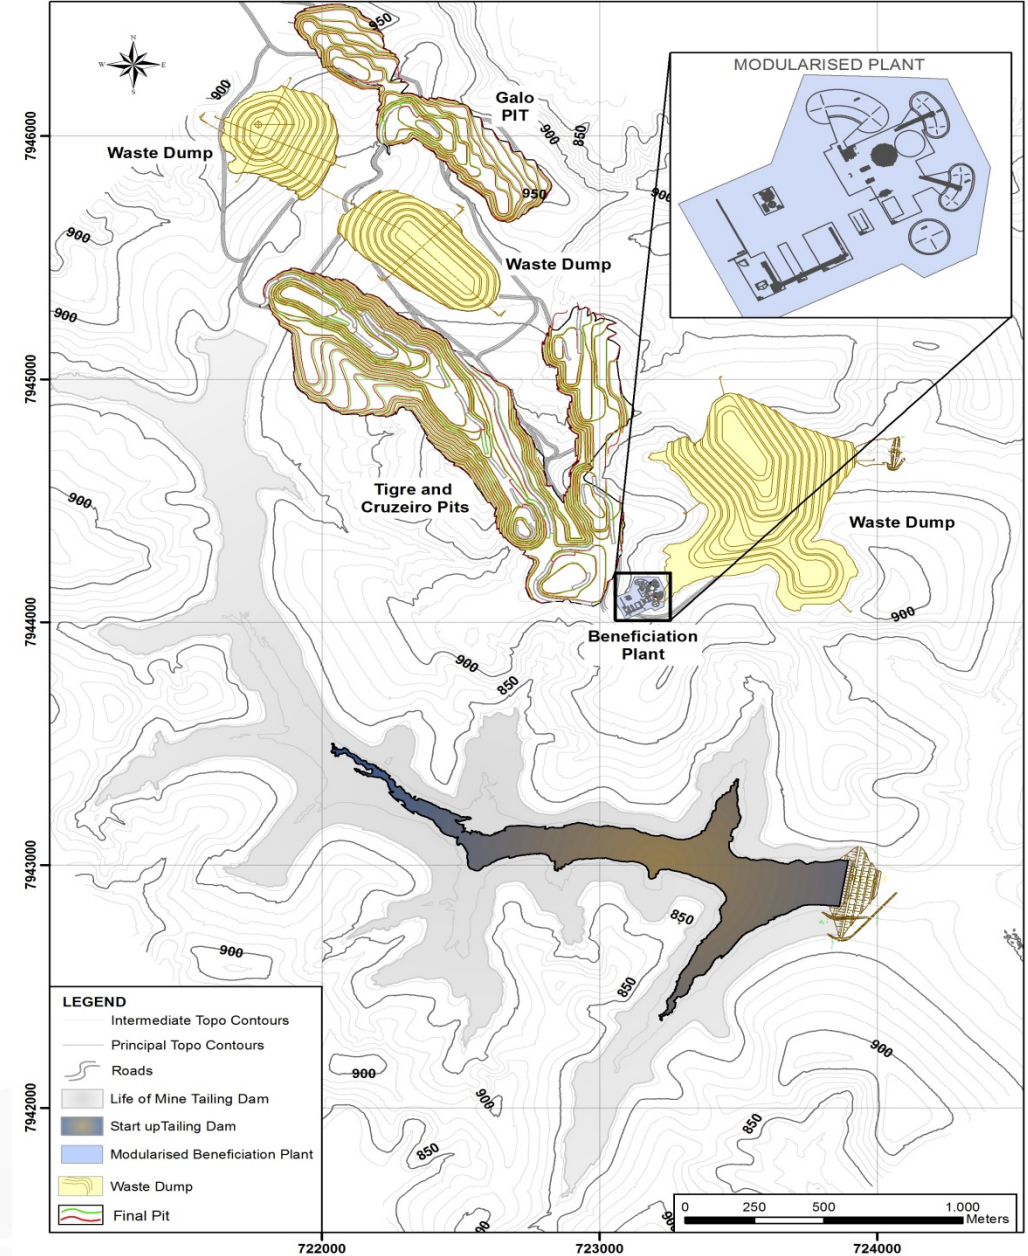 950
N
W
E
S
MODULARISED PLANT
900
Galo
PIT
900
850
7946000
Waste Dump
950
900
900
Waste Dump
900
7945000
Tigre and
Cruzeiro Pits
900
Waste Dump
900
7944000
Beneficiation
Plant
900
850
7943000
850
900
850
LEGEND
Intermediate Topo Contours
Principal Topo Contours
Roads
Life of Mine Tailing Dam
Start upTailing Dam
Modularised Beneficiation Plant
Waste Dump
Final Pit
900
900
900
7942000
850
850
0 250 500 1.000
Meters
722000
723000
724000